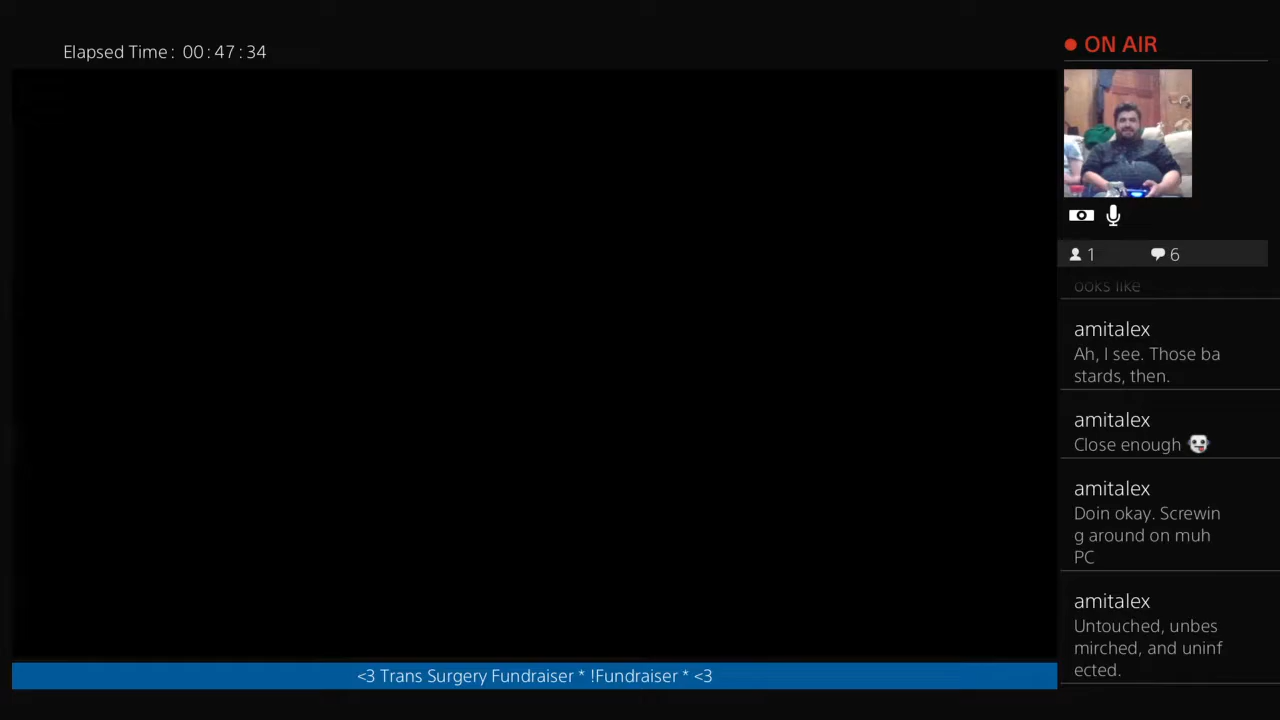 Elapsed Time: 00:47:34
ON AIR
1
6
ooks like
amitalex
Ah, I see. Those ba
stards, then.
amitalex
Close enough
amitalex
Doin okay. Screwin
g around on muh
PC
amitalex
Untouched, unbes
mirched, and uninf
ected.
<3 Trans Surgery Fundraiser * !Fundraiser * <3